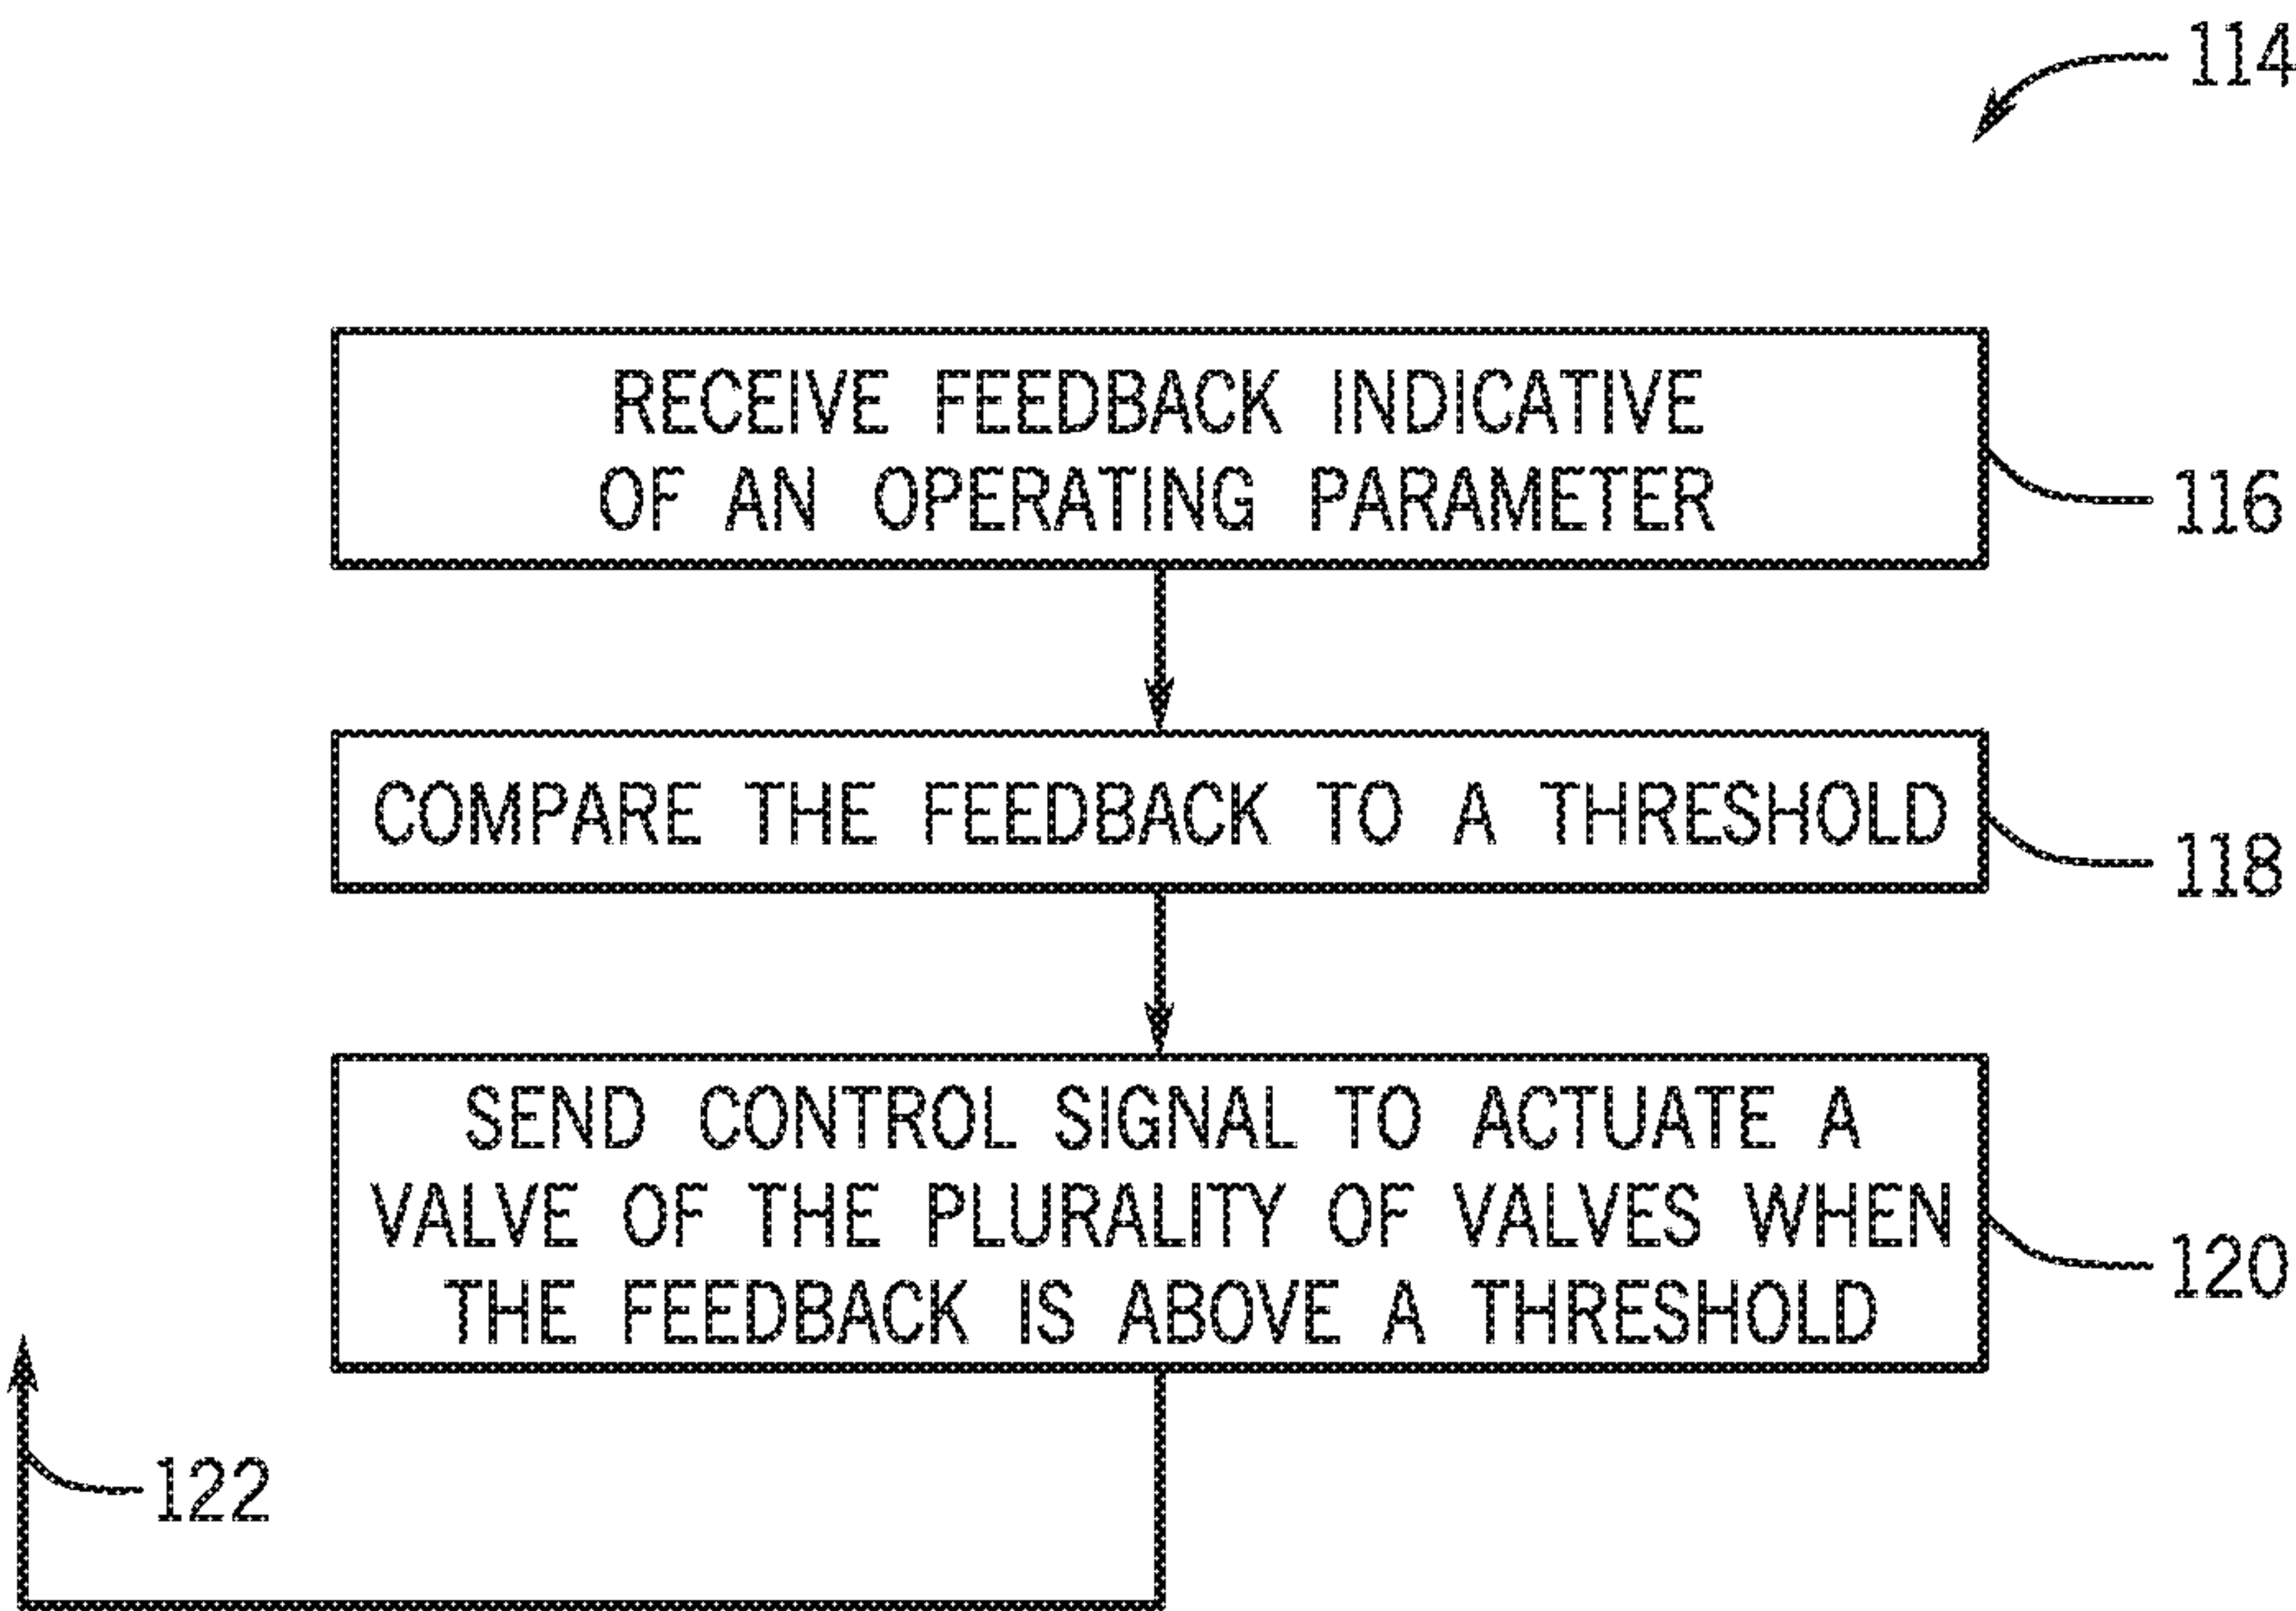 114
RECEIVE FEEDBACK INDICATIVE
OF AN OPERATING PARAMETER
116
COMPARE THE FEEDBACK TO A THRESHOLD
118
SEND CONTROL SIGNAL TO ACTUATE A
VALVE OF THE PLURALITY OF VALVES WHEN
THE FEEDBACK IS ABOVE A THRESHOLD
120
122